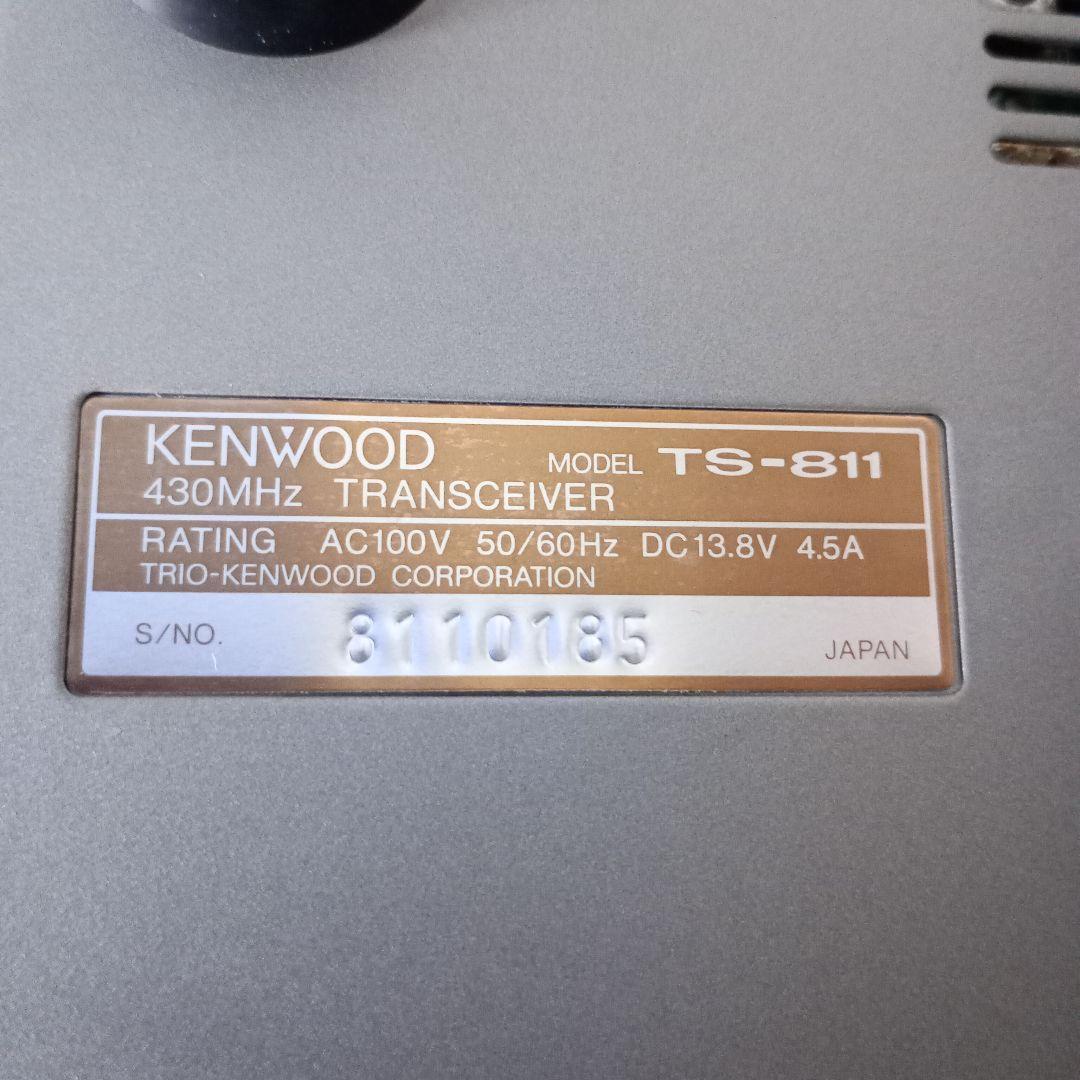 KENWOOD MODEL TS-811
430MHz TRANSCEIVER
RATING AC100V 50/60Hz DC13.8V 4.5A
TRIO-KENWOOD CORPORATION
S/NO. 8110185 JAPAN